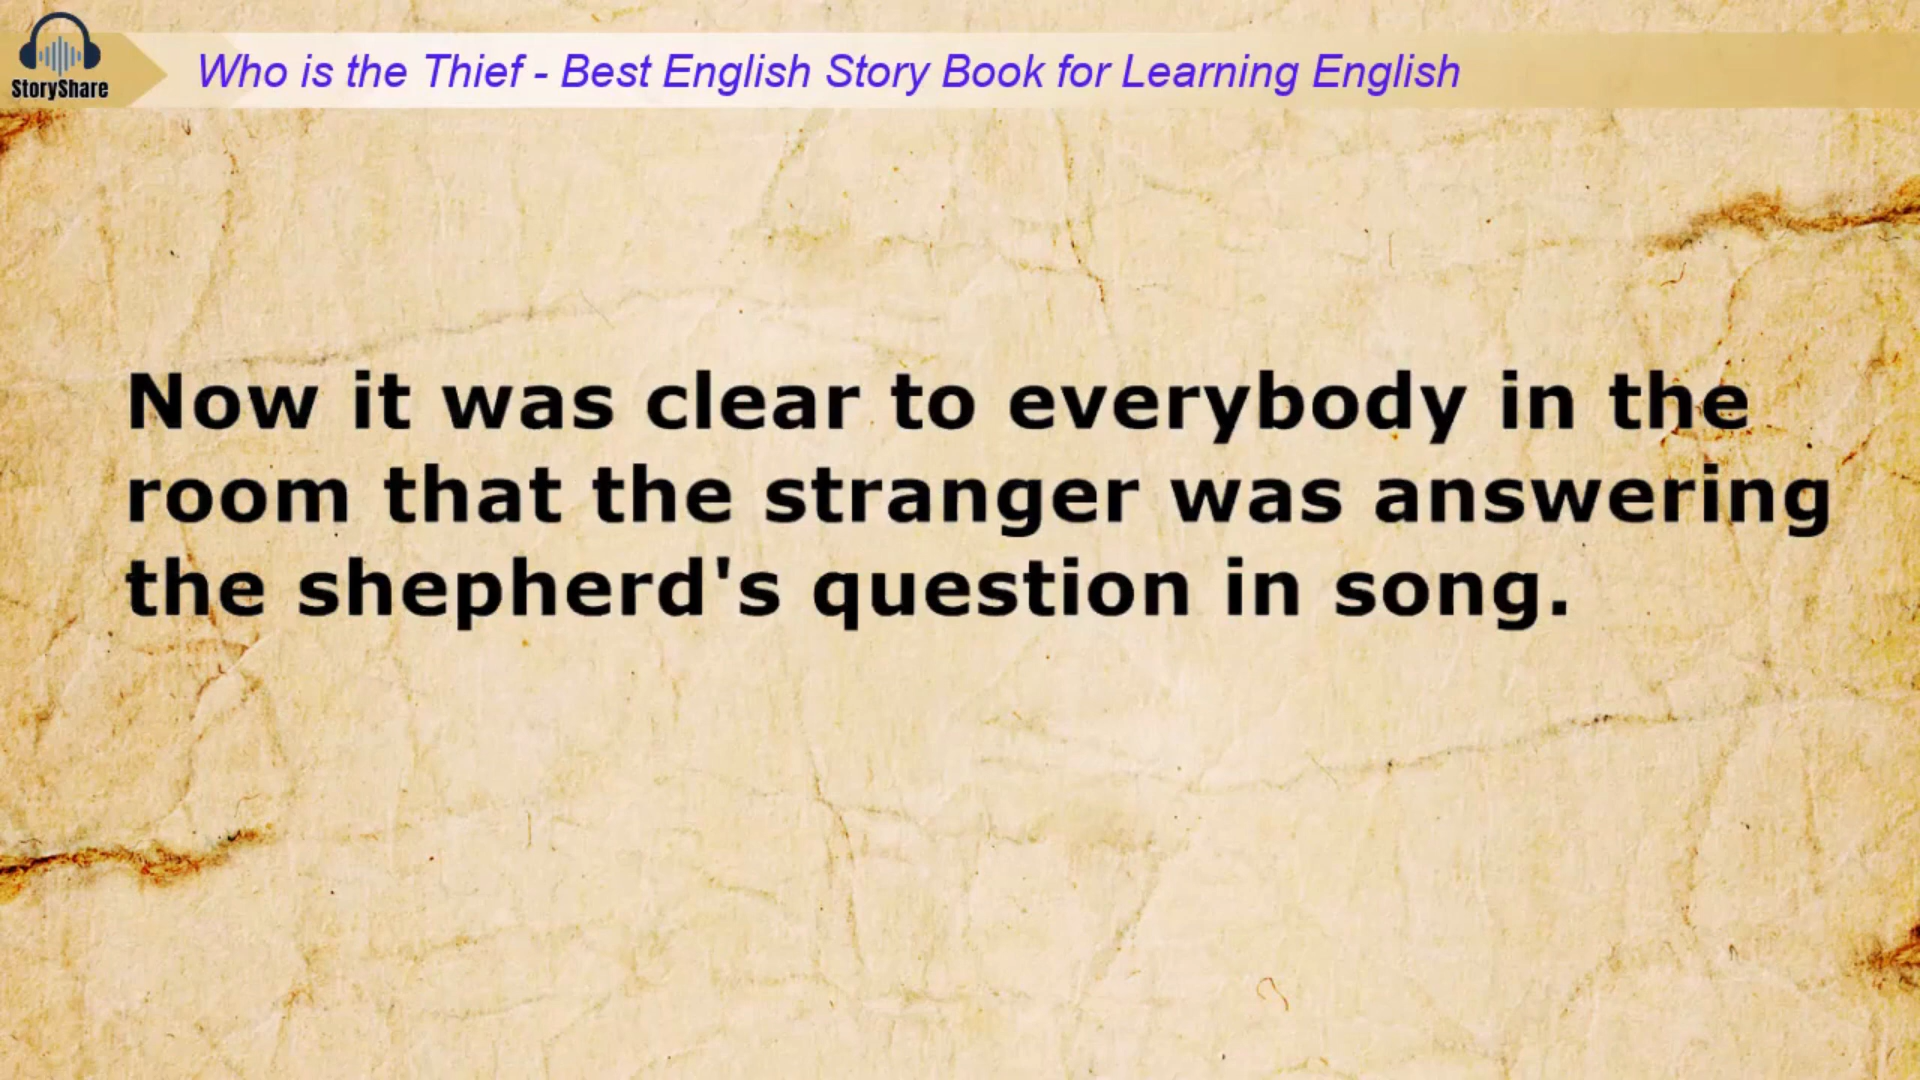 StoryShare
Who is the Thief - Best English Story Book for Learning English
Now it was clear to everybody in the
room that the stranger was answering
the shepherd's question in song.